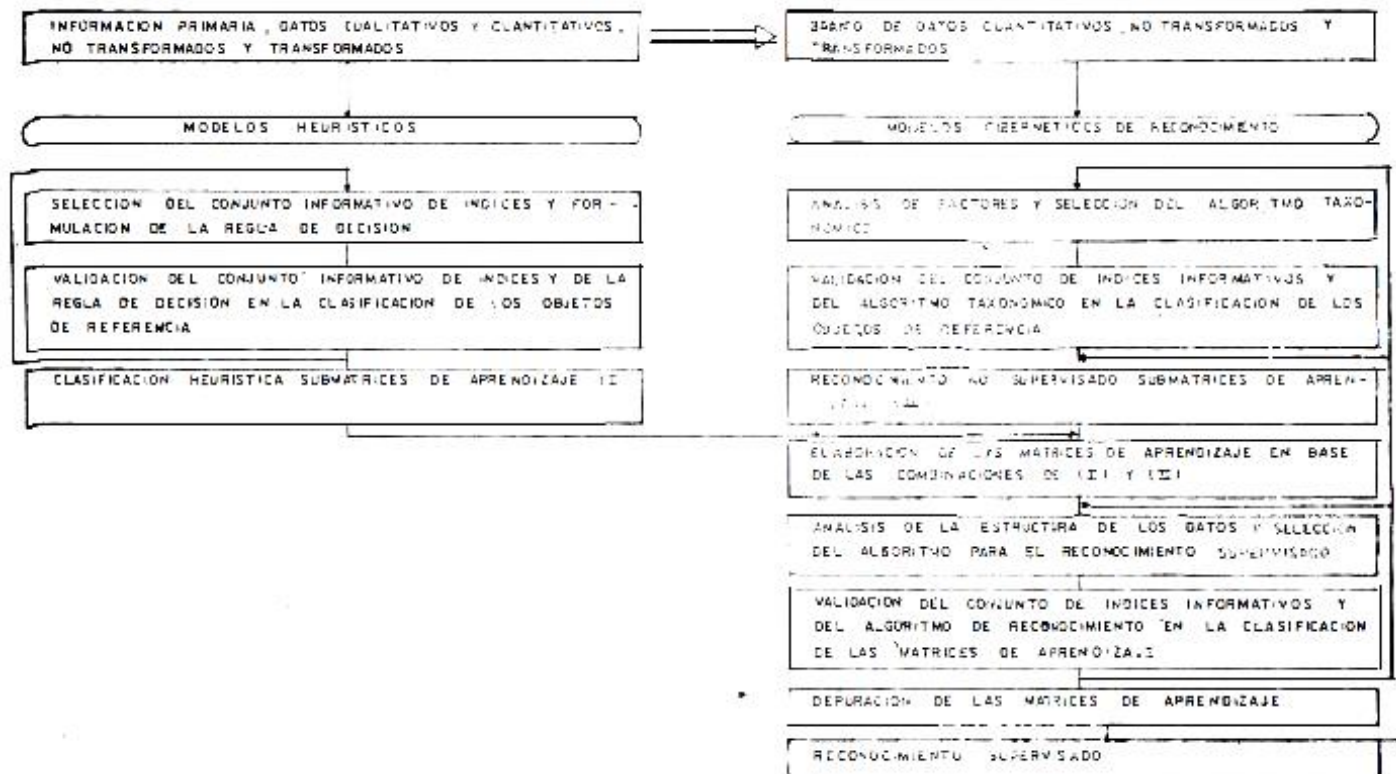 INFORMACION PRIMARIA, DATOS CUALITATIVOS Y CUANTITATIVOS,
NO TRANSFORMADOS Y TRANSFORMADOS
MODELOS HEURISTICOS
SELECCION DEL CONJUNTO INFORMATIVO DE INDICES Y FOR-
MULACION DE LA REGLA DE DECISION
VALIDACION DEL CONJUNTO INFORMATIVO DE INDICES Y DE LA
REGLA DE DECISIÓN EN LA CLASIFICACION DE LOS OBJETOS
DE REFERENCIA
CLASIFICACION HEURISTICA SUBMATRICES DE APRENDIZAJE
BANCO DE DATOS CUANTITATIVOS, NO TRANSFORMADOS Y
TRANSFORMADOS
MODELOS CIBERNETICOS DE RECONOCIMIENTO
ANALISIS DE FACTORES Y SELECCION DEL ALGORITMO TAXO-
NOMICO
VALIDACION DEL CONJUNTO DE INDICES INFORMATIVOS Y
DEL ALGORITMO TAXONOMICO EN LA CLASIFICACION DE LOS
OBJETOS DE REFERENCIA
RECONOCIMIENTO NO SUPERVISADO SUBMATRICES DE APREN-
ELABORACION DE LAS MATRICES DE APRENDIZAJE EN BASE
DE LAS COMBINACIONES DE (I) Y (II)
ANALISIS DE LA ESTRUCTURA DE LOS DATOS Y SELECCION
DEL ALGORITMO PARA EL RECONOCIMIENTO SUPERVISADO
VALIDACION DEL CONJUNTO DE INDICES INFORMATIVOS Y
DEL ALGORITMO DE RECONOCIMIENTO EN LA CLASIFICACION
DE LAS MATRICES DE APRENDIZAJE
DEPURACION DE LAS MATRICES DE APRENDIZAJE
RECONOCIMIENTO SUPERVISADO